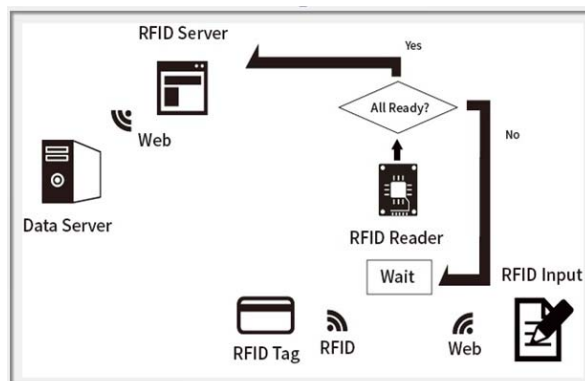 RFID Server
Yes
All Ready?
Web
No
Data Server
RFID Reader
Wait
RFID Input
RFID Tag
RFID
Web